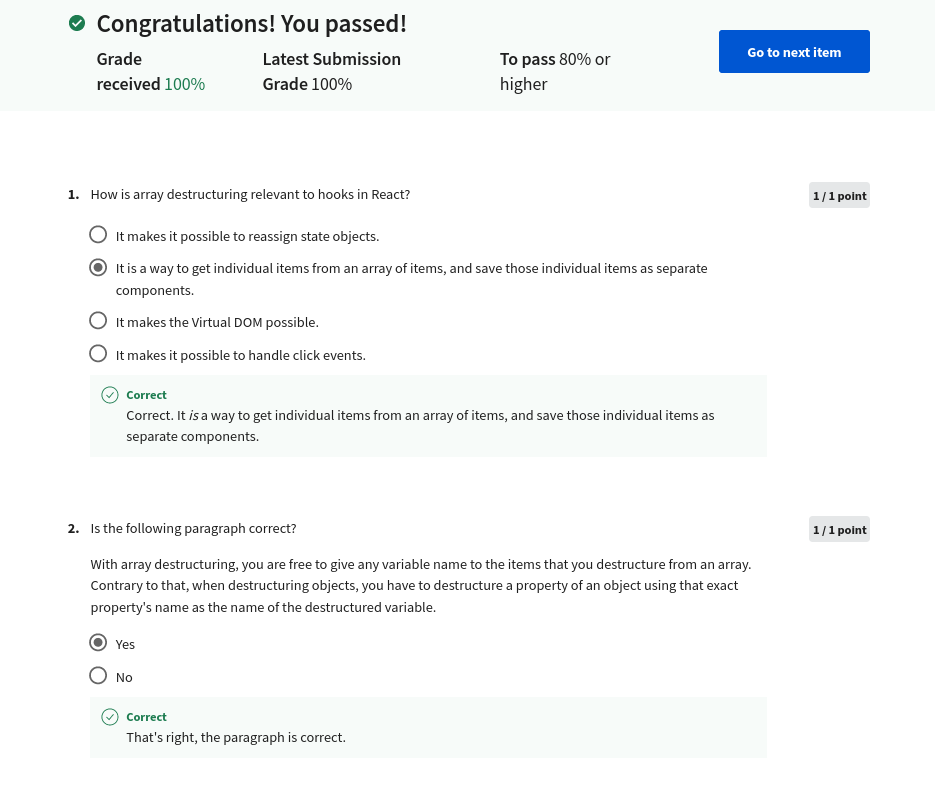 Congratulations! You passed!
Grade received 100%
Latest Submission Grade 100%
To pass 80% or higher
Go to next item
1. How is array destructuring relevant to hooks in React?
1 / 1 point
It makes it possible to reassign state objects.
It is a way to get individual items from an array of items, and save those individual items as separate
components.
It makes the Virtual DOM possible.
It makes it possible to handle click events.
Correct
Correct. It is a way to get individual items from an array of items, and save those individual items as
separate components.
2. Is the following paragraph correct?
1 / 1 point
With array destructuring, you are free to give any variable name to the items that you destructure from an array.
Contrary to that, when destructuring objects, you have to destructure a property of an object using that exact
property's name as the name of the destructured variable.
Yes
No
Correct
That's right, the paragraph is correct.